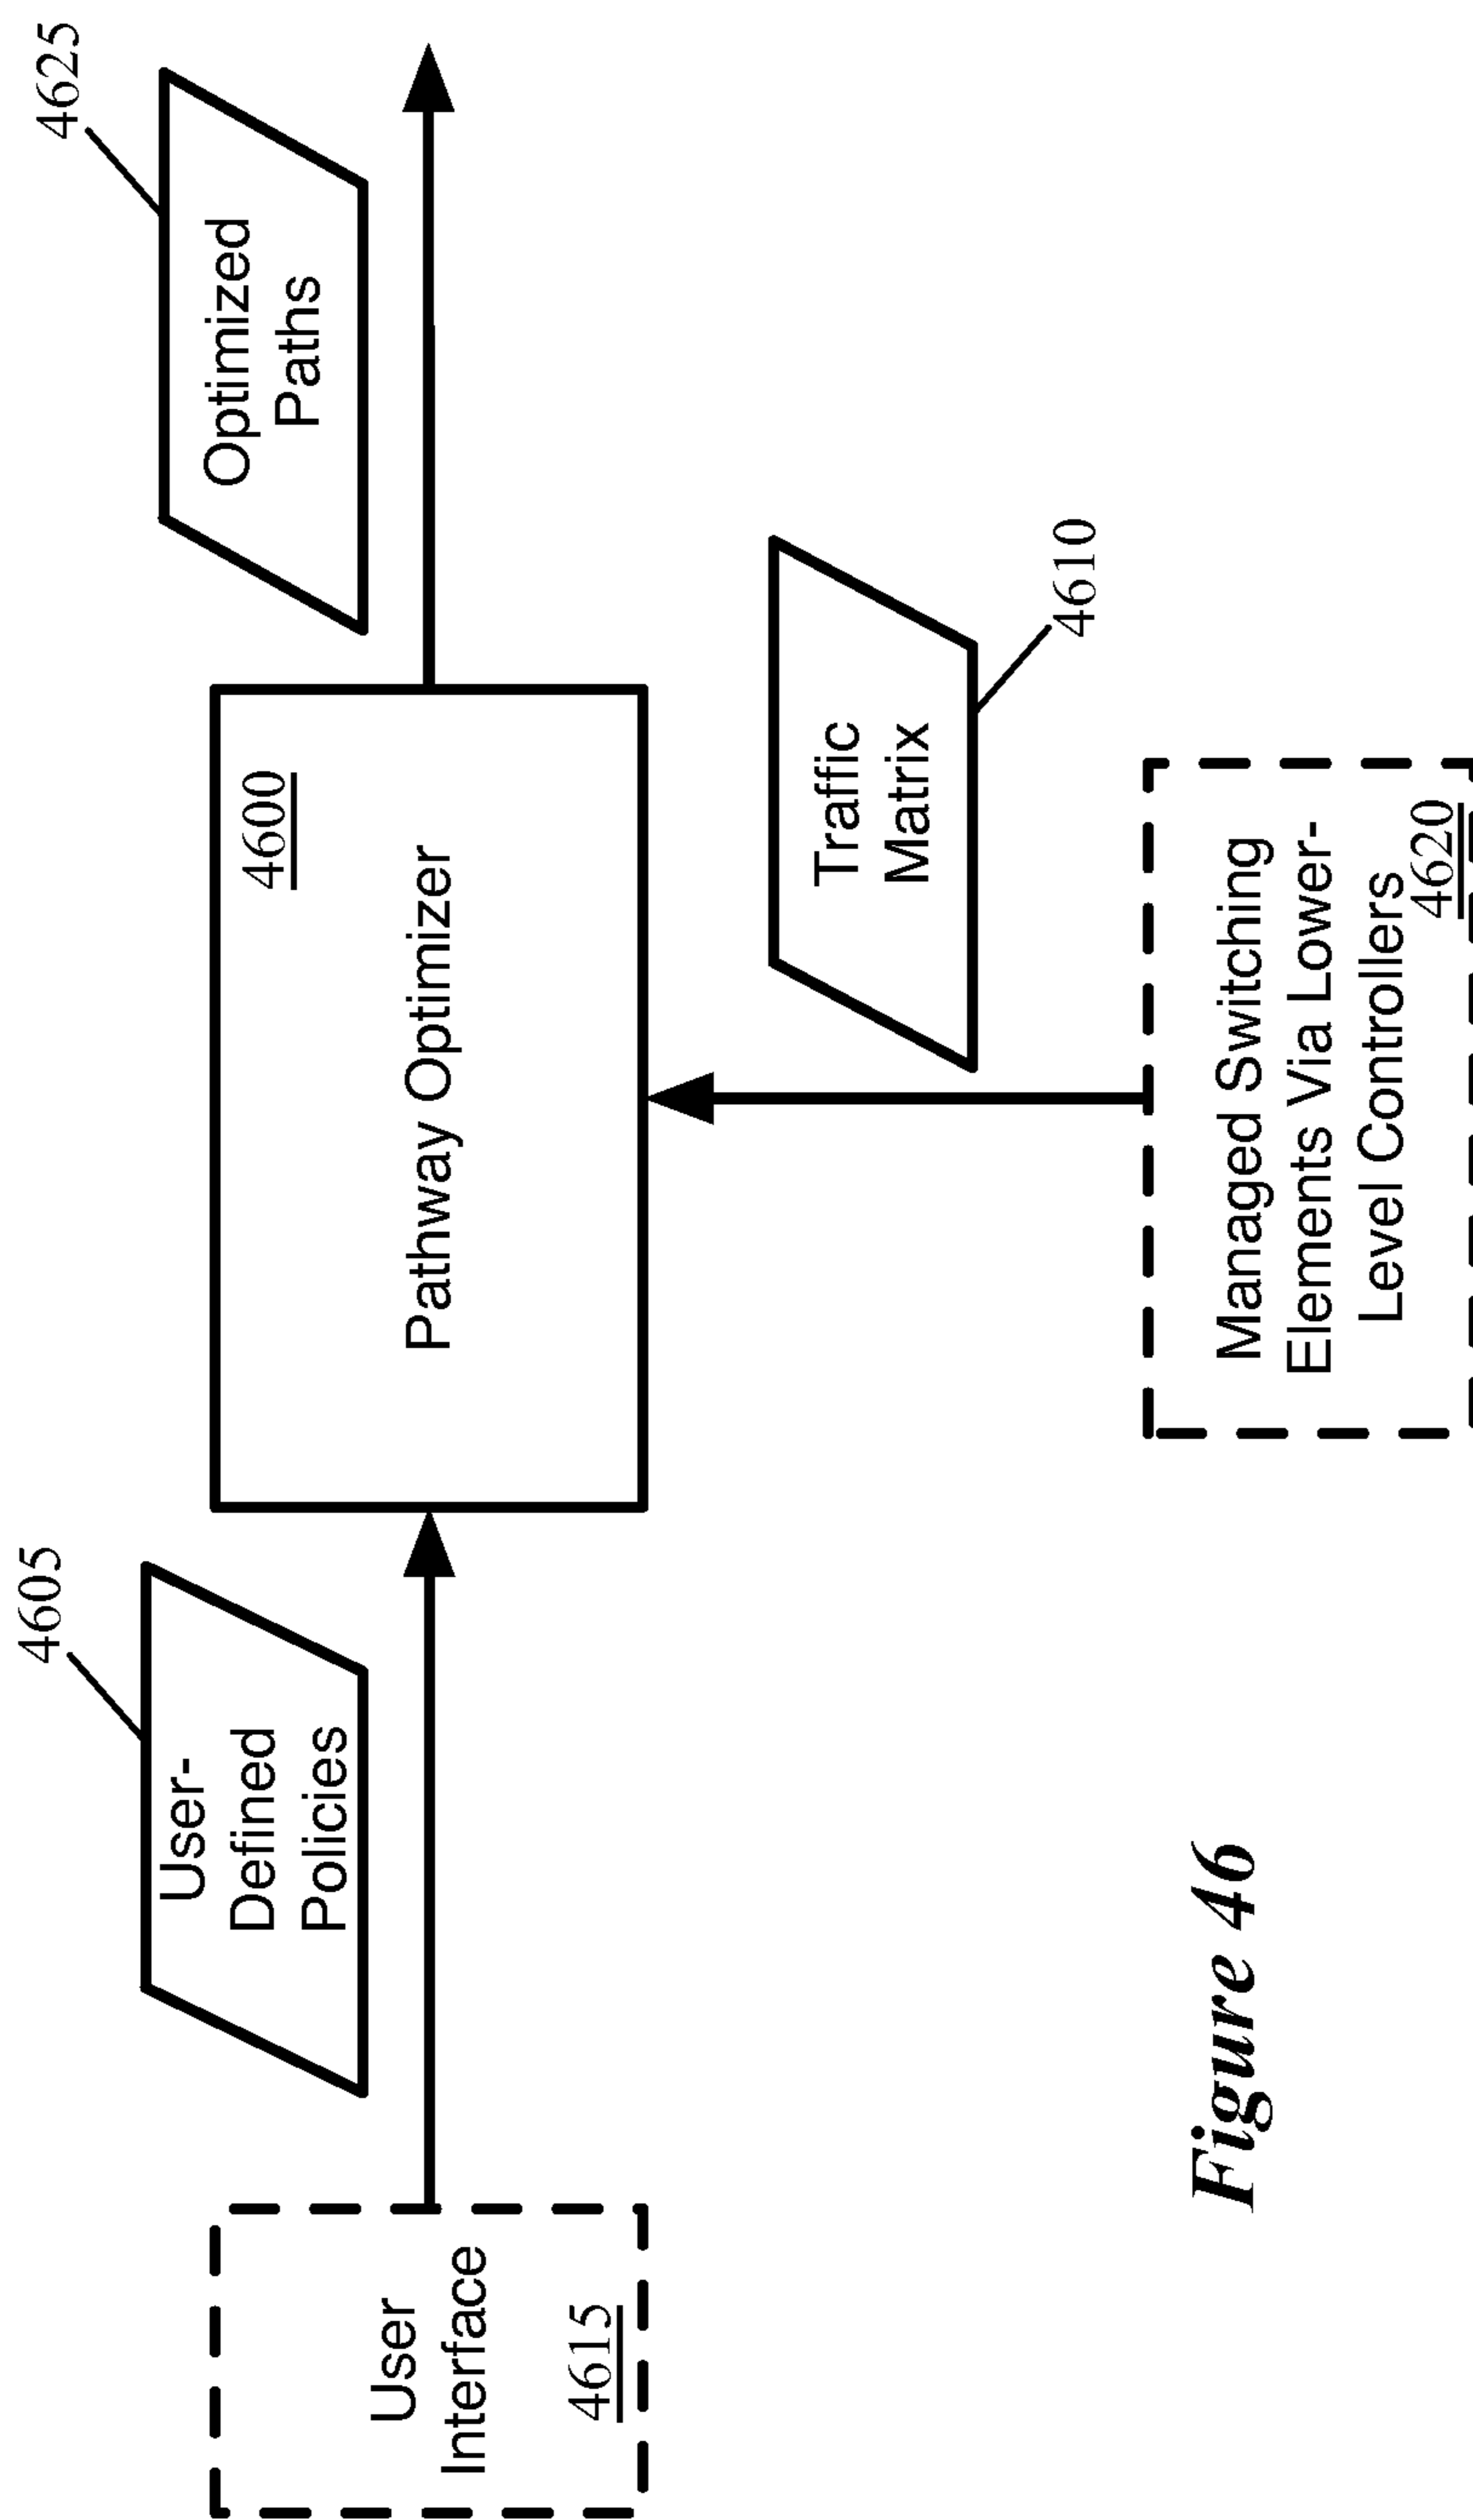 4605
User-
Defined
Policies
4625
Optimized
Paths
User
Interface
4615
4600
Pathway Optimizer
Traffic
Matrix
4610
Managed Switching
Elements Via Lower-
Level Controllers
4620
Figure 46